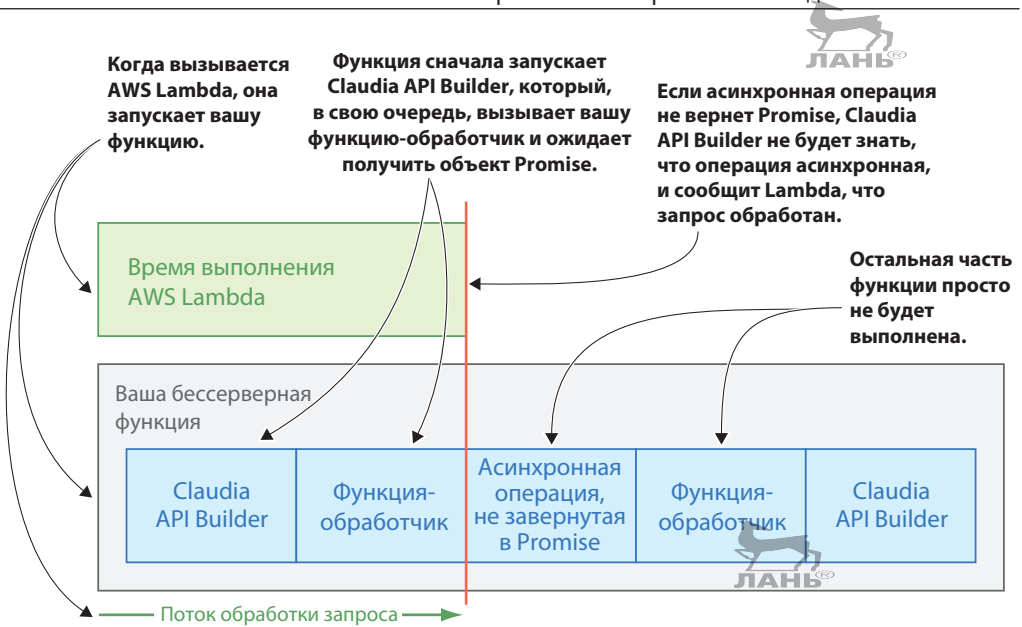 ЛАНЬ®
Когда вызывается
AWS Lambda, она
запускает вашу
функцию.
Функция сначала запускает
Claudia API Builder, который,
в свою очередь, вызывает вашу
функцию-обработчик и ожидает
получить объект Promise.
Если асинхронная операция
не вернет Promise, Claudia
API Builder не будет знать,
что операция асинхронная,
и сообщит Lambda, что
запрос обработан.
Остальная часть
функции просто
не будет
выполнена.
Время выполнения
AWS Lambda
Ваша бессерверная
функция
Claudia
API Builder
Функция-
обработчик
Асинхронная
операция,
не завернутая
в Promise
Функция-
обработчик
Claudia
API Builder
ЛАНЬ®
Поток обработки запроса